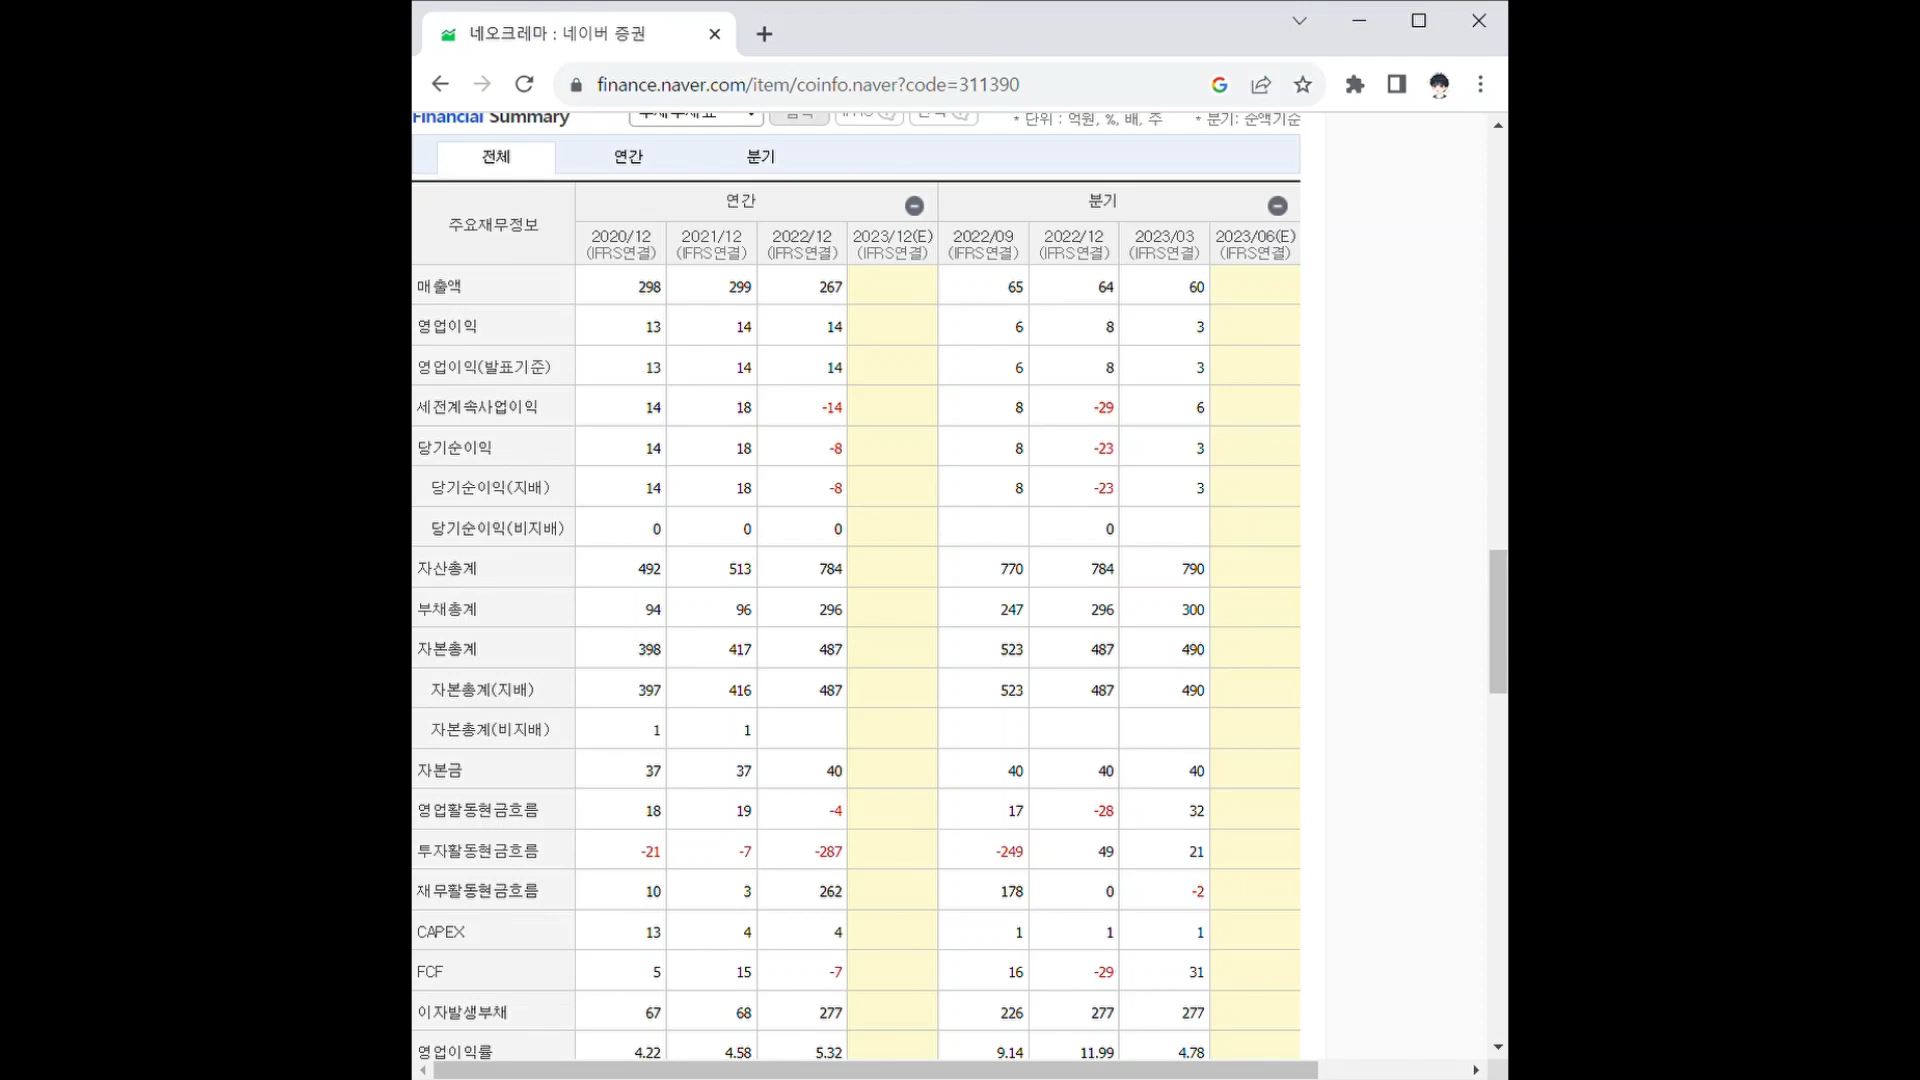 네오크레마 : 네이버 증권
finance.naver.com/item/coinfo.naver?code=311390
Financial Summary * 단위 : 억원, %, 배, 주 * 분기: 순액기준
전체 연간 분기
주요재무정보 연간 분기
2020/12 2021/12 2022/12 2023/12(E) 2022/09 2022/12 2023/03 2023/06(E)
(IFRS연결) (IFRS연결) (IFRS연결) (IFRS연결) (IFRS연결) (IFRS연결) (IFRS연결) (IFRS연결)
매출액 298 299 267 65 64 60
영업이익 13 14 14 6 8 3
영업이익(발표기준) 13 14 14 6 8 3
세전계속사업이익 14 18 -14 8 -29 6
당기순이익 14 18 -8 8 -23 3
당기순이익(지배) 14 18 -8 8 -23 3
당기순이익(비지배) 0 0 0 0
자산총계 492 513 784 770 784 790
부채총계 94 96 296 247 296 300
자본총계 398 417 487 523 487 490
자본총계(지배) 397 416 487 523 487 490
자본총계(비지배) 1 1
자본금 37 37 40 40 40 40
영업활동현금흐름 18 19 -4 17 -28 32
투자활동현금흐름 -21 -7 -287 -249 49 21
재무활동현금흐름 10 3 262 178 0 -2
CAPEX 13 4 4 1 1 1
FCF 5 15 -7 16 -29 31
이자발생부채 67 68 277 226 277 277
영업이익률 4.22 4.58 5.32 9.14 11.99 4.78